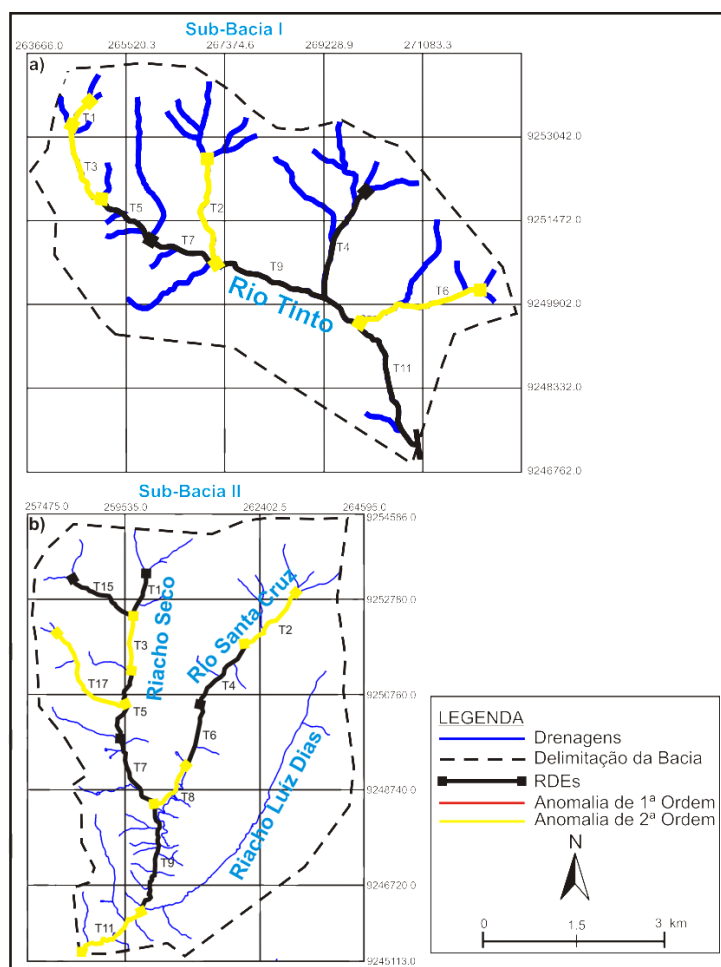 Sub-Bacia I
263666.0 265520.3 267374.6 269228.9 271083.3
a)
T1
9253042.0
T3
T5
T2
9251472.0
T7
T4
T9
T6
Rio Tinto
9249902.0
T11
9248332.0
9246762.0
Sub-Bacia II
257475.0 259535.0 262402.5 264595.0
b)
9254586.0
T15
T1
9252780.0
Riacho Seco
Rio Santa Cruz
T2
T3
T17
T4
9250760.0
T5
T6
T7
Riacho Luiz Dias
9248740.0
T8
T9
9246720.0
T11
9245113.0
LEGENDA
Drenagens
Delimitação da Bacia
RDEs
Anomalia de 1ª Ordem
Anomalia de 2ª Ordem
N
0 1.5 3 km